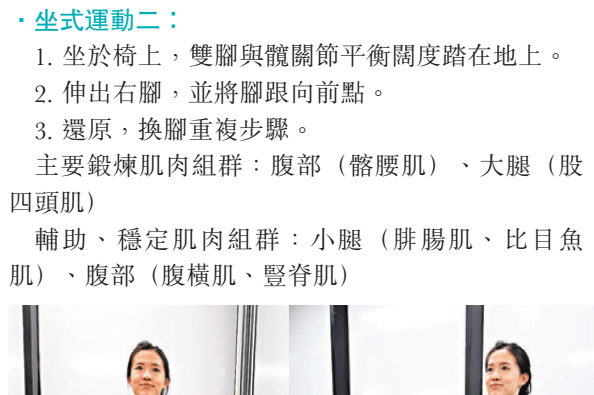 ·坐式運動二：
1. 坐於椅上，雙腳與髖關節平衡闊度踏在地上。
2. 伸出右腳，並將腳跟向前點。
3. 還原，換腳重複步驟。
主要鍛煉肌肉組群：腹部（髂腰肌）、大腿（股
四頭肌）
輔助、穩定肌肉組群：小腿（腓腸肌、比目魚
肌）、腹部（腹橫肌、豎脊肌）